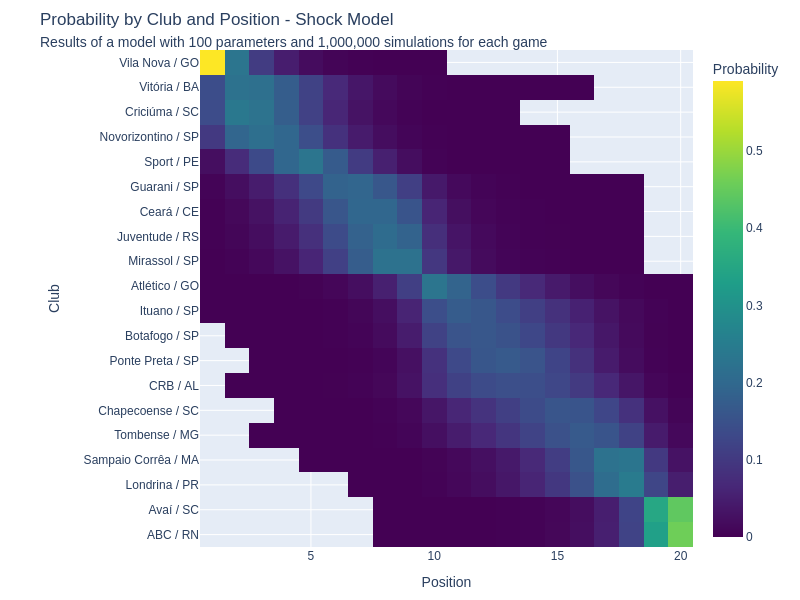 Probability by Club and Position - Shock Model
Results of a model with 100 parameters and 1,000,000 simulations for each game
Probability
Club
Vila Nova / GO
Vitória / BA
Criciúma / SC
Novorizontino / SP
Sport / PE
Guarani / SP
Ceará / CE
Juventude / RS
Mirassol / SP
Atlético / GO
Ituano / SP
Botafogo / SP
Ponte Preta / SP
CRB / AL
Chapecoense / SC
Tombense / MG
Sampaio Corrêa / MA
Londrina / PR
Avaí / SC
ABC / RN
0.5
0.4
0.3
0.2
0.1
0
5
10
15
20
Position